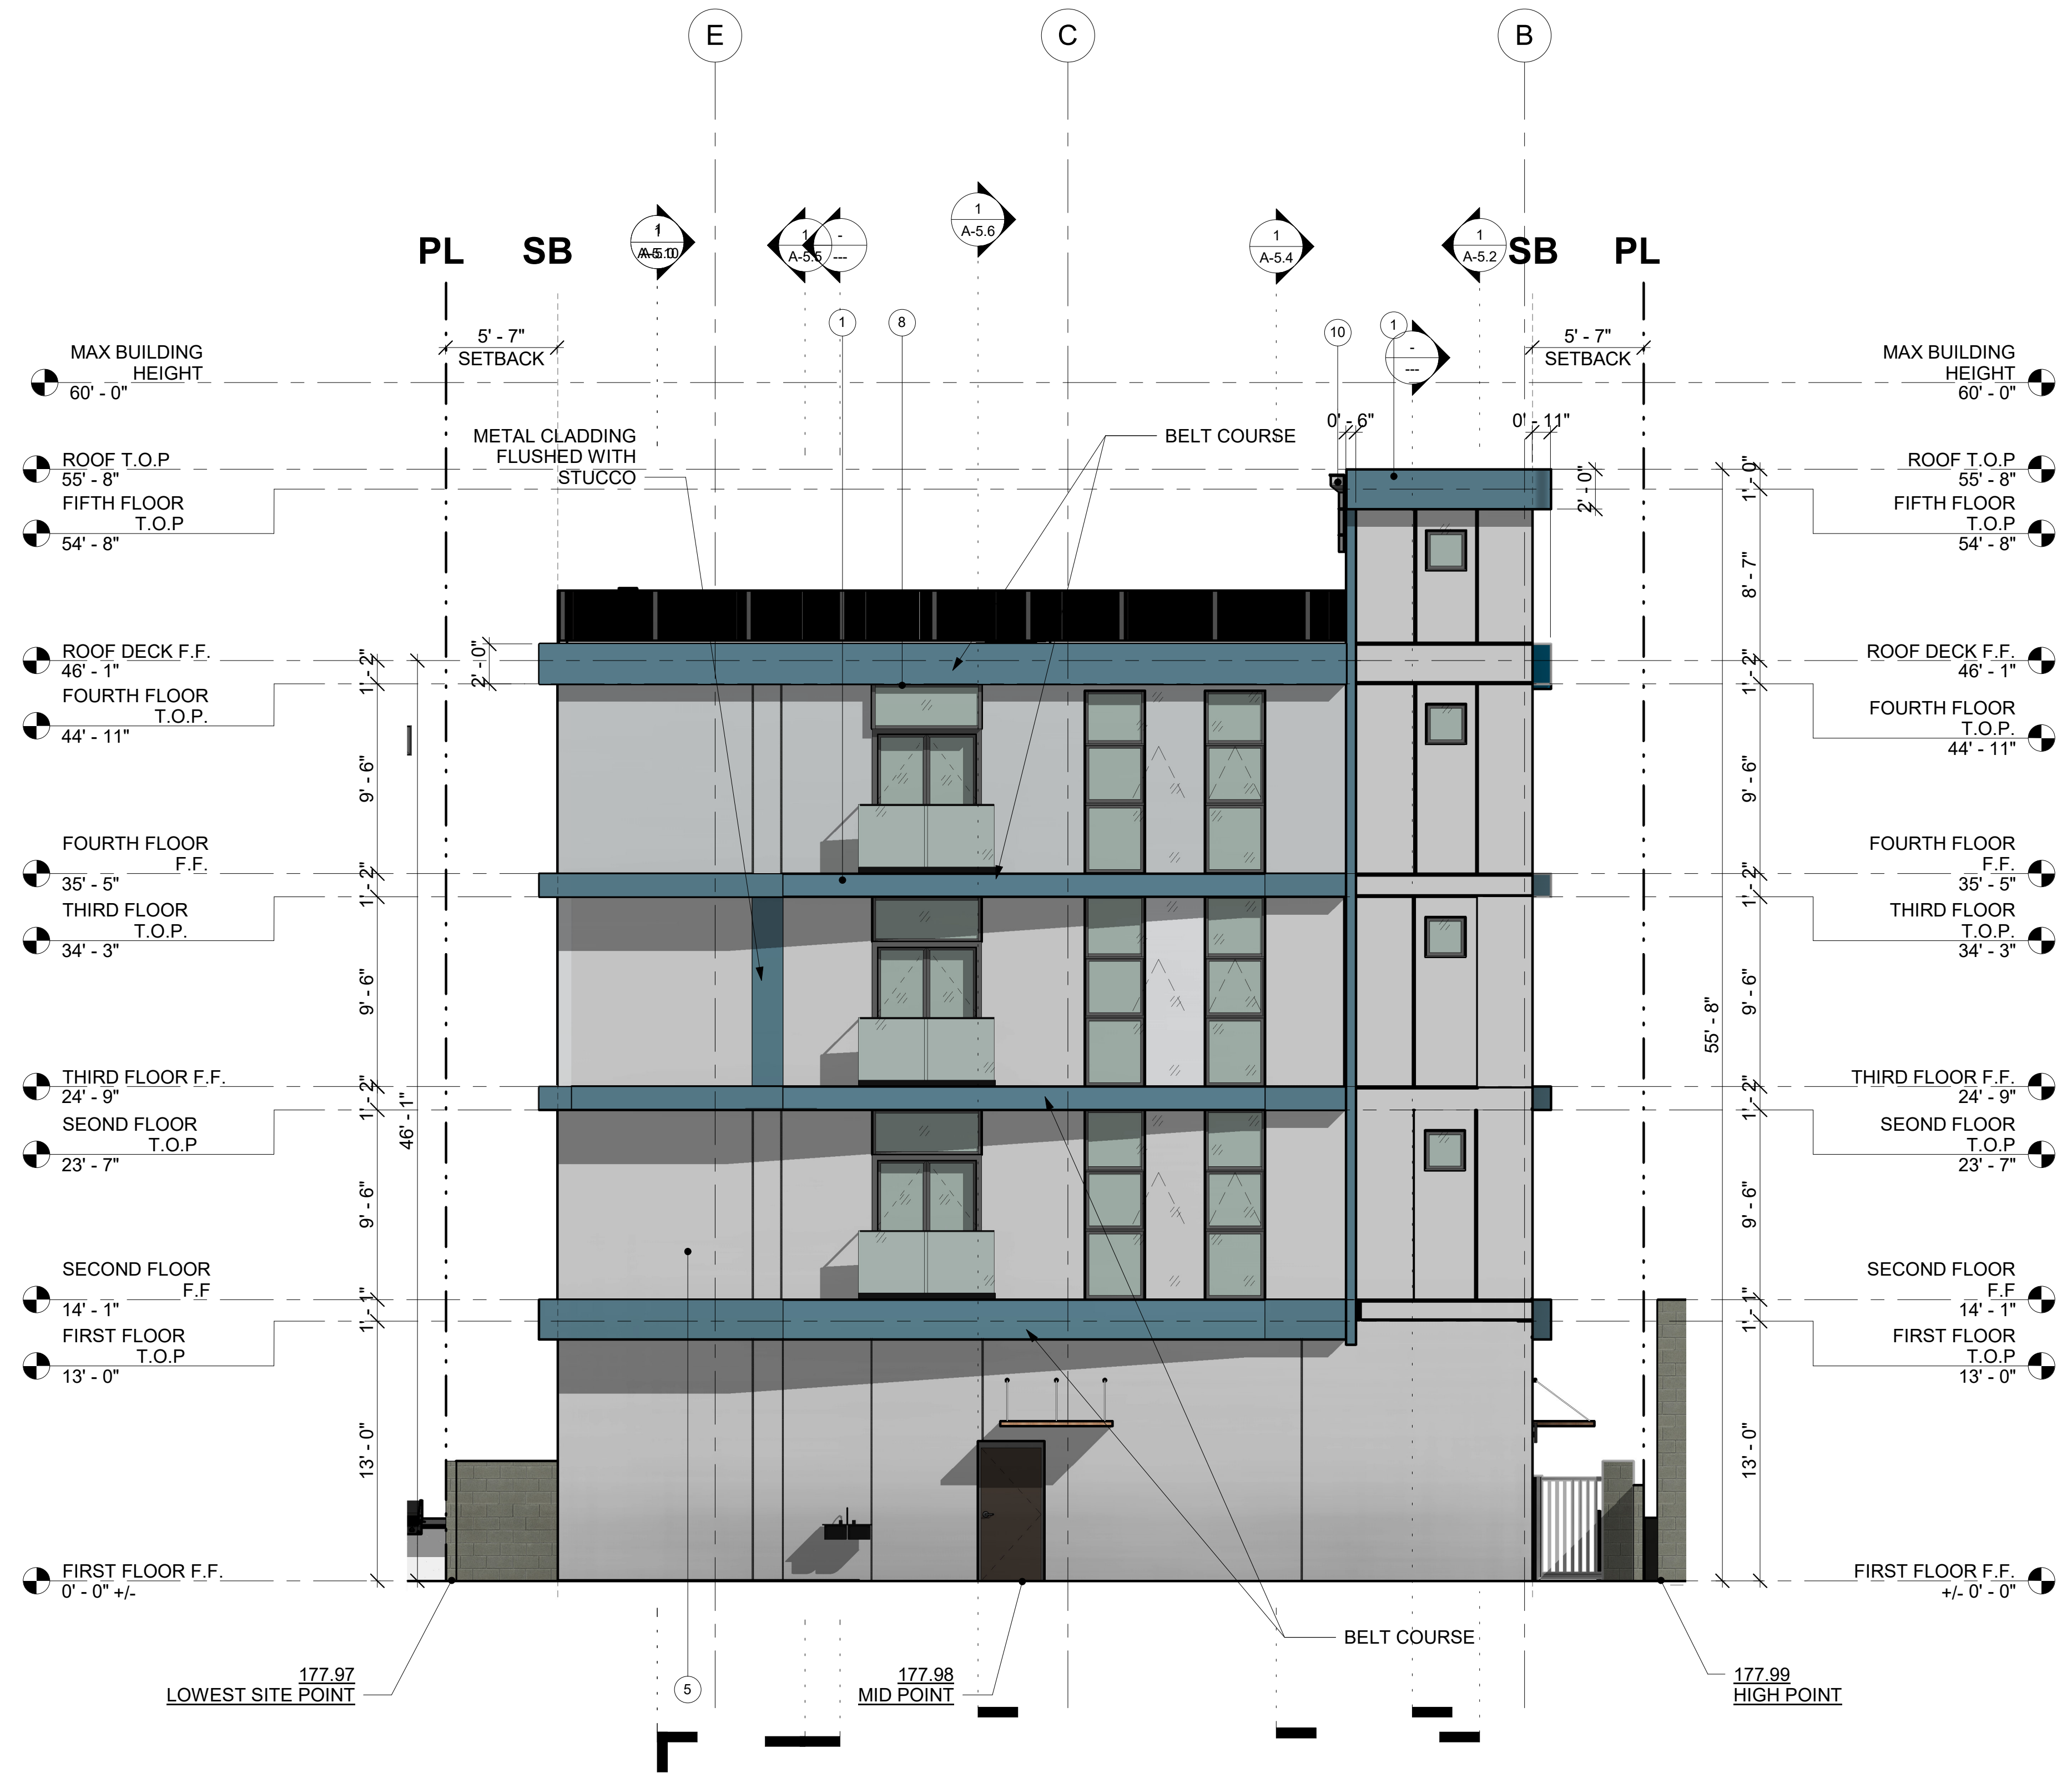 E
C
B
1
A-5.6
1
1
A-5.5
-
---
1
A-5.4
1
A-5.2
PL
SB
SB
PL
1
8
10
1
-
---
5' - 7"
SETBACK
5' - 7"
SETBACK
MAX BUILDING
HEIGHT
60' - 0"
MAX BUILDING
HEIGHT
60' - 0"
0' - 6"
0' - 11"
METAL CLADDING
FLUSHED WITH
STUCCO
BELT COURSE
ROOF T.O.P
55' - 8"
FIFTH FLOOR
T.O.P
54' - 8"
ROOF DECK F.F.
46' - 1"
FOURTH FLOOR
T.O.P.
44' - 11"
FOURTH FLOOR
F.F.
35' - 5"
THIRD FLOOR
T.O.P.
34' - 3"
THIRD FLOOR F.F.
24' - 9"
SEOND FLOOR
T.O.P
23' - 7"
SECOND FLOOR
F.F
14' - 1"
FIRST FLOOR
T.O.P
13' - 0"
FIRST FLOOR F.F.
0' - 0" +/-
2' - 0"
1' - 2"
9' - 6"
1' - 2"
9' - 6"
1' - 2"
46' - 1"
9' - 6"
1' - 1"
13' - 0"
2' - 0"
1' - 0"
8' - 7"
1' - 2"
9' - 6"
1' - 2"
9' - 6"
55' - 8"
1' - 2"
9' - 6"
1' - 1"
13' - 0"
ROOF T.O.P
55' - 8"
FIFTH FLOOR
T.O.P
54' - 8"
ROOF DECK F.F.
46' - 1"
FOURTH FLOOR
T.O.P.
44' - 11"
FOURTH FLOOR
F.F.
35' - 5"
THIRD FLOOR
T.O.P.
34' - 3"
THIRD FLOOR F.F.
24' - 9"
SEOND FLOOR
T.O.P
23' - 7"
SECOND FLOOR
F.F
14' - 1"
FIRST FLOOR
T.O.P
13' - 0"
FIRST FLOOR F.F.
+/- 0' - 0"
BELT COURSE
177.97
LOWEST SITE POINT
5
177.98
MID POINT
177.99
HIGH POINT